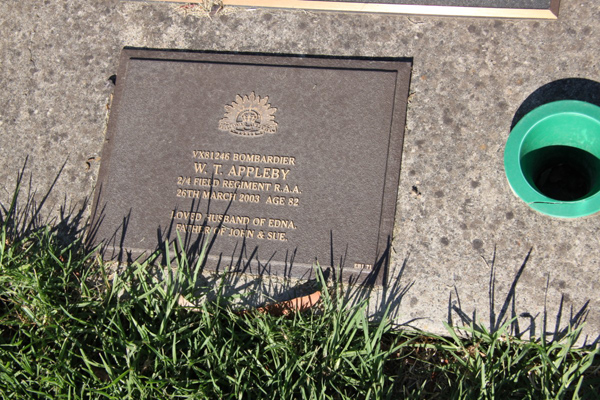 VX81246 BOMBARDIER
W. T. APPLEBY
2/4 FIELD REGIMENT R.A.A.
26TH MARCH 2003 AGE 82
LOVED HUSBAND OF EDNA.
FATHER OF JOHN & SUE.